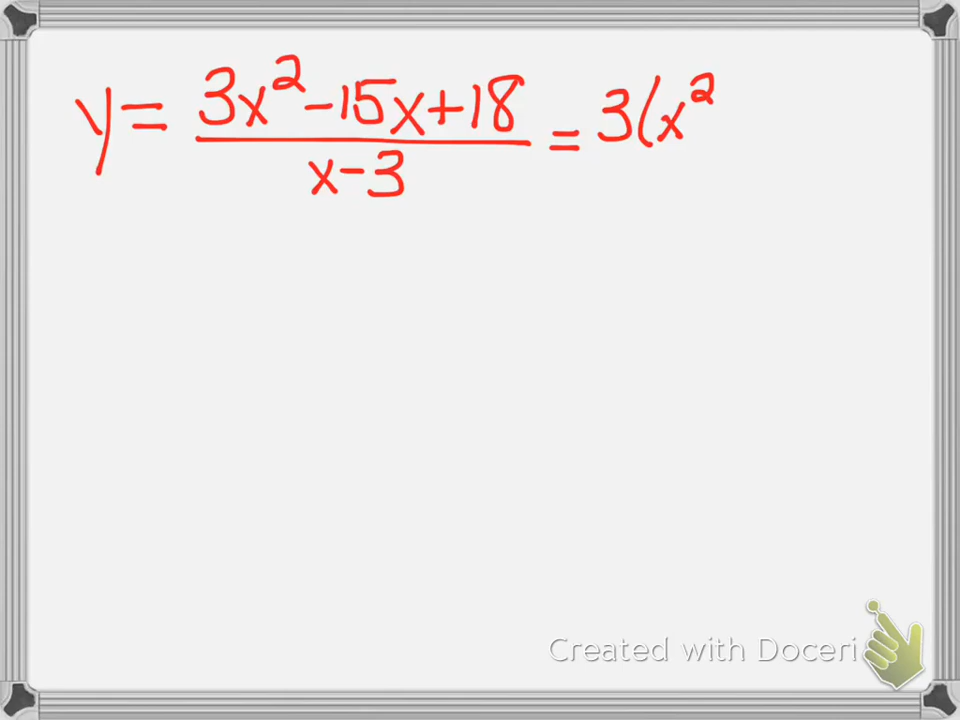 y = 3x² - 15x + 18 / x - 3 = 3(x²
Created with Doceri